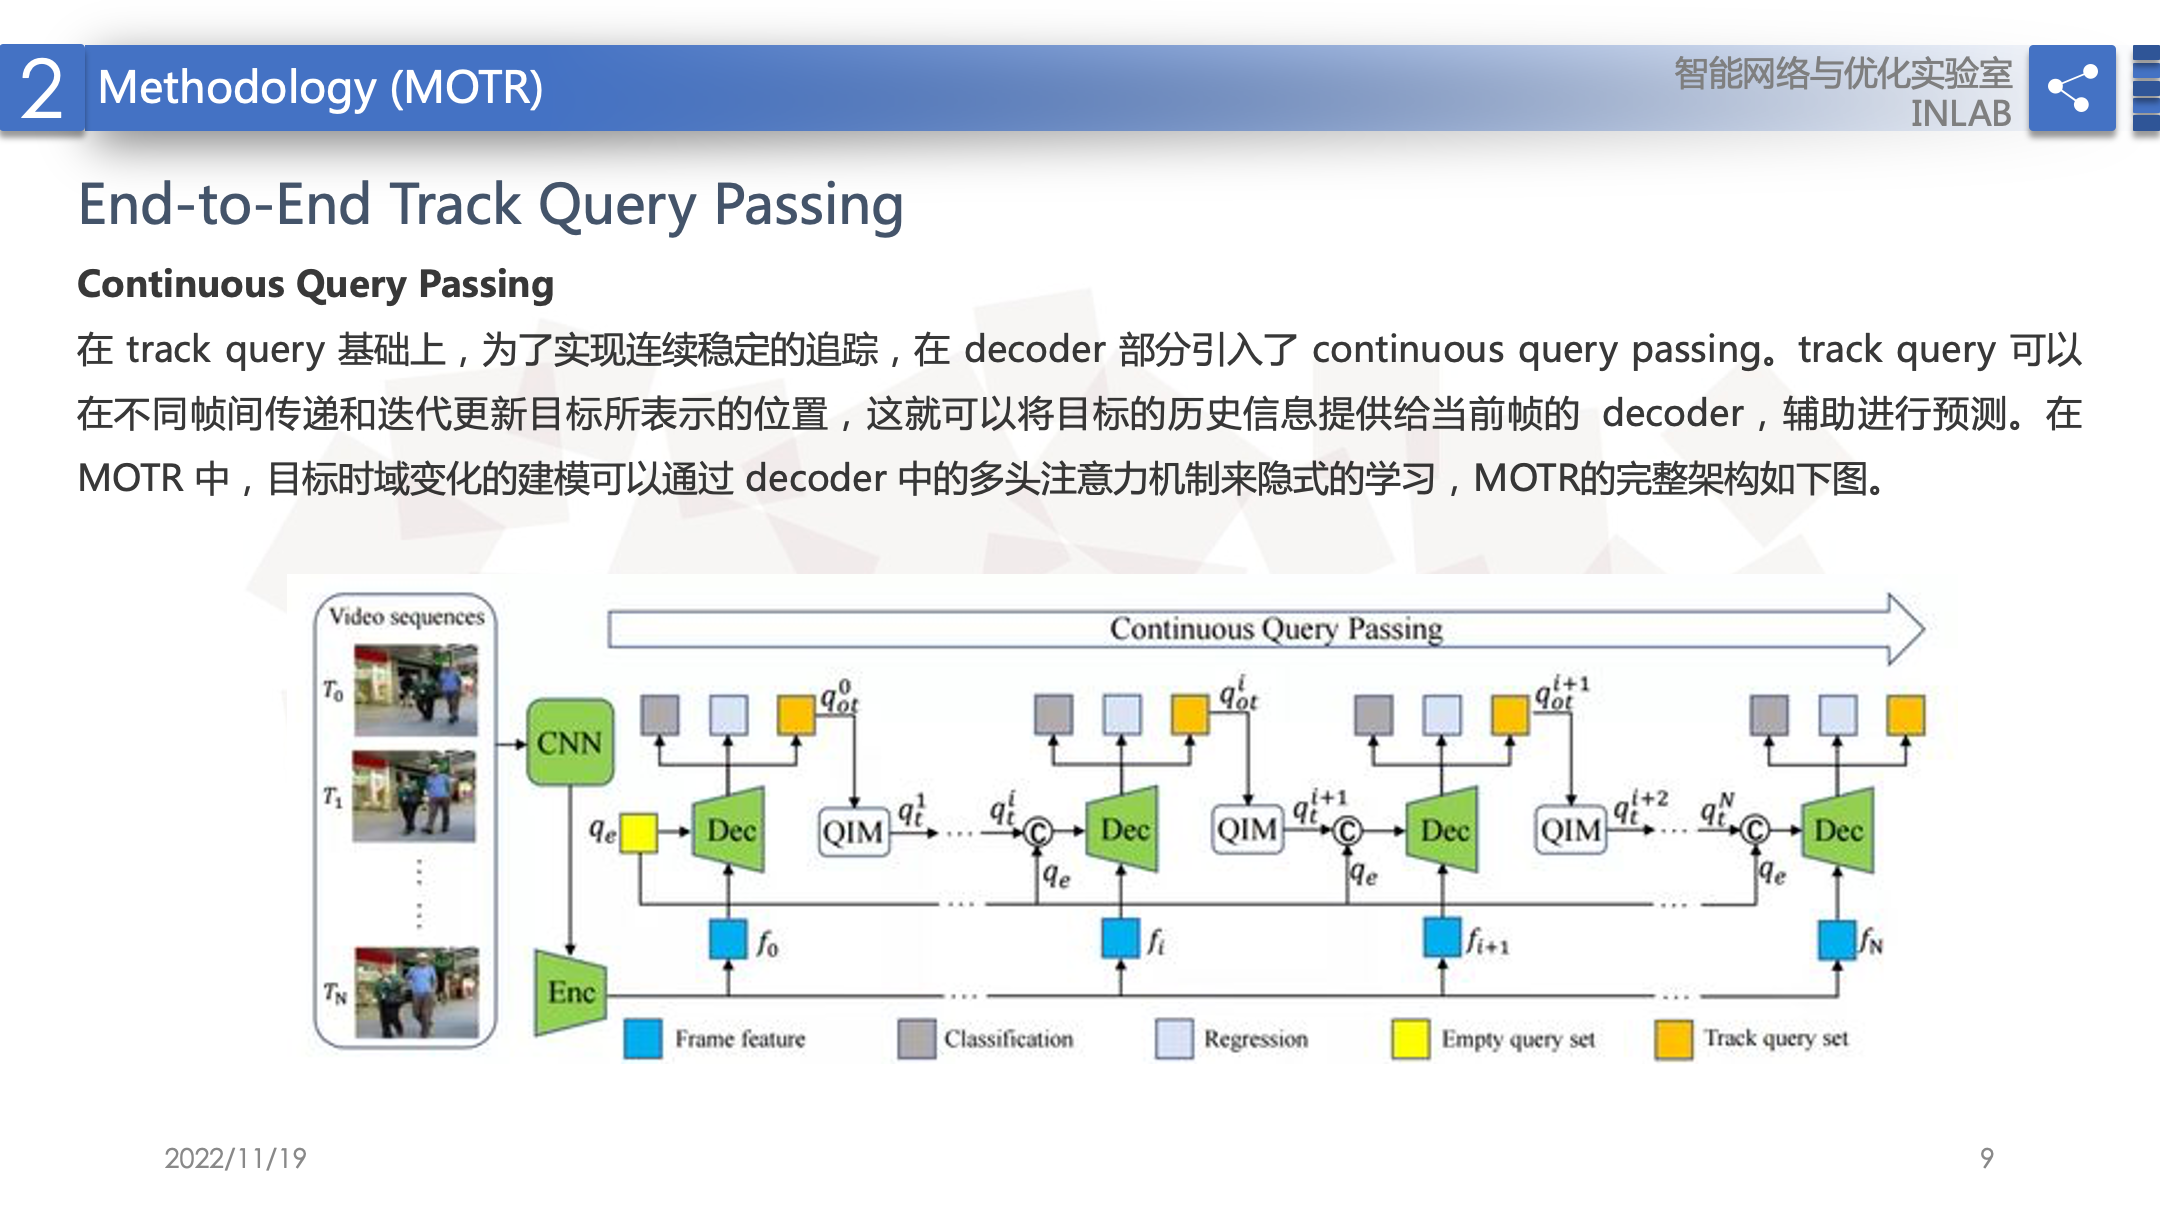 2
Methodology (MOTR)
智能网络与优化实验室
INLAB
End-to-End Track Query Passing
Continuous Query Passing
在 track query 基础上，为了实现连续稳定的追踪，在 decoder 部分引入了 continuous query passing。track query 可以
在不同帧间传递和迭代更新目标所表示的位置，这就可以将目标的历史信息提供给当前帧的 decoder，辅助进行预测。在
MOTR 中，目标时域变化的建模可以通过 decoder 中的多头注意力机制来隐式的学习，MOTR的完整架构如下图。
Video sequences
Continuous Query Passing
T₀
T₁
T_N
CNN
Enc
q_ot^0
q_ot^i
q_ot^{i+1}
q_e
Dec
QIM
q_t^1
...
q_t^i
©
Dec
QIM
q_t^{i+1}
©
Dec
QIM
q_t^{i+2}
...
q_t^N
©
Dec
q_e
q_e
q_e
f₀
f_i
f_{i+1}
f_N
Frame feature
Classification
Regression
Empty query set
Track query set
2022/11/19
9